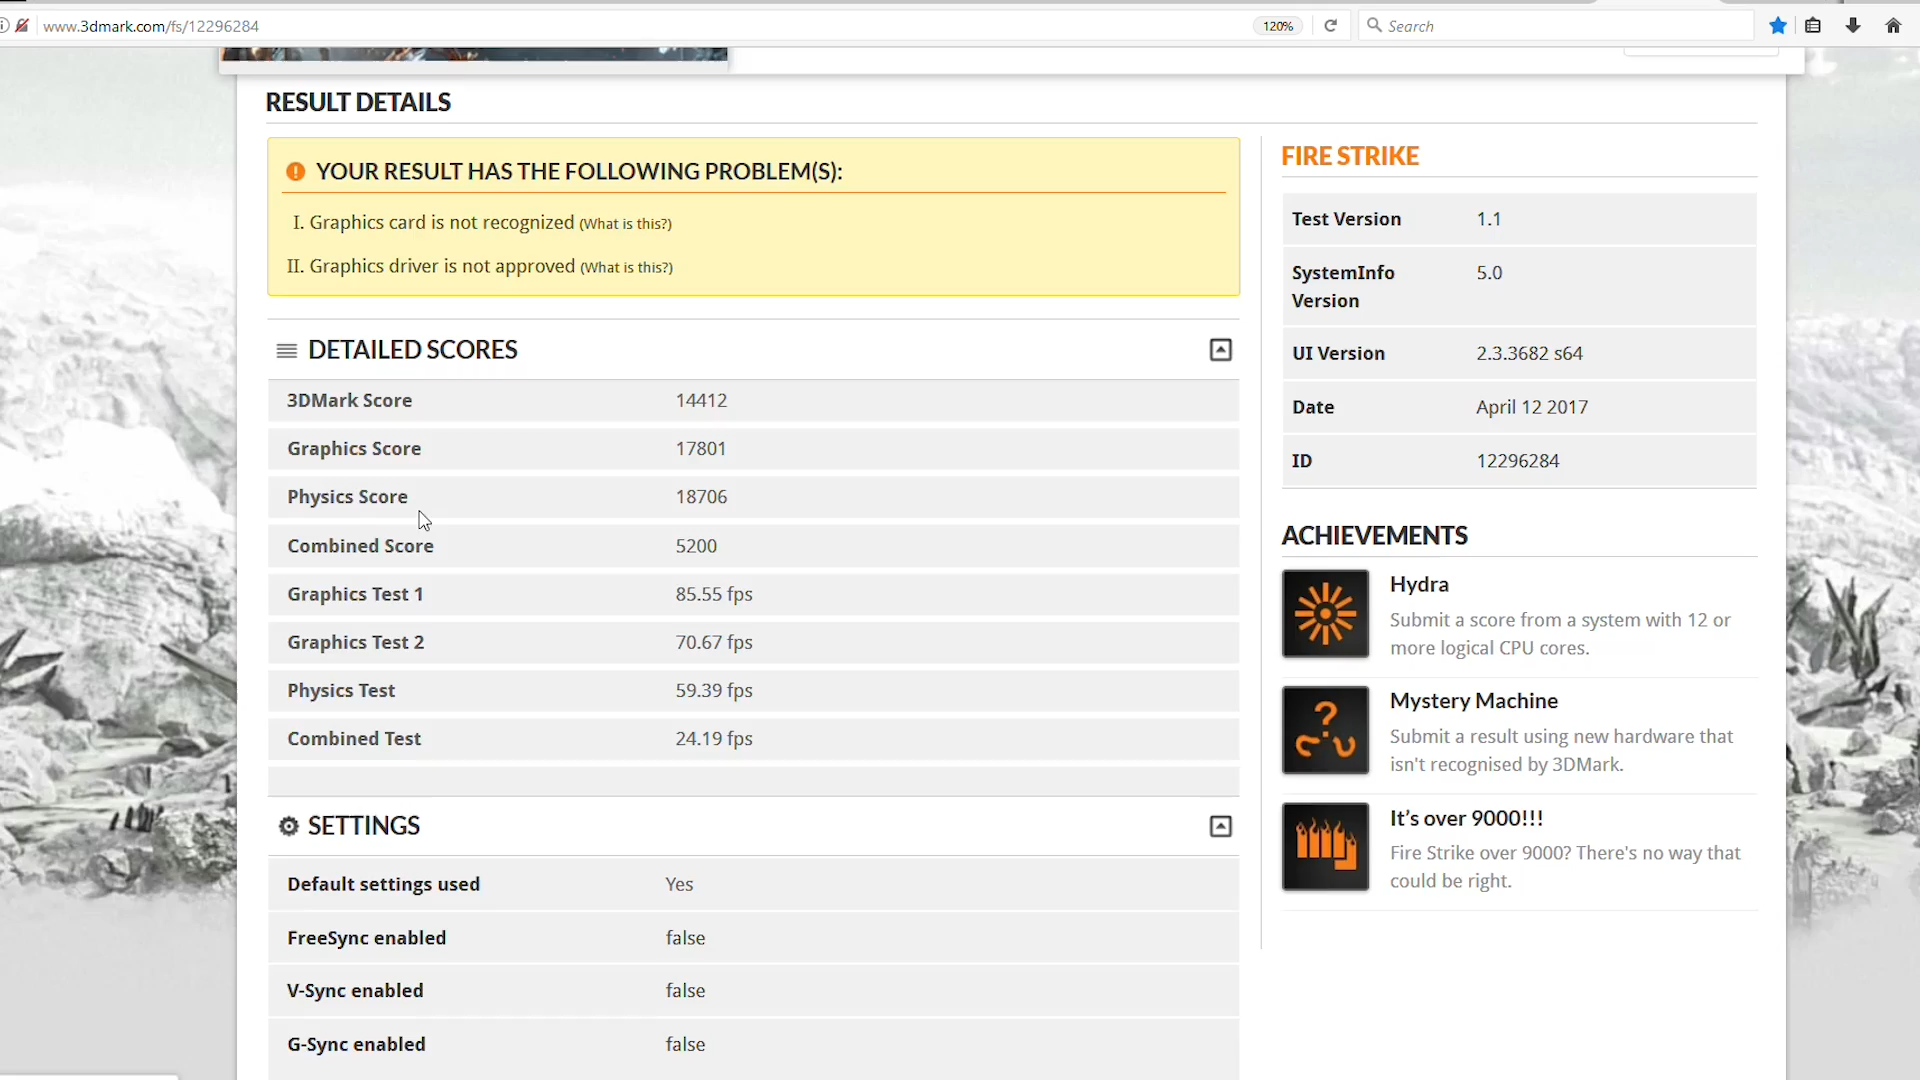 www.3dmark.com/fs/12296284
120%
Search
RESULT DETAILS
YOUR RESULT HAS THE FOLLOWING PROBLEM(S):
I. Graphics card is not recognized (What is this?)
II. Graphics driver is not approved (What is this?)
DETAILED SCORES
3DMark Score 14412
Graphics Score 17801
Physics Score 18706
Combined Score 5200
Graphics Test 1 85.55 fps
Graphics Test 2 70.67 fps
Physics Test 59.39 fps
Combined Test 24.19 fps
SETTINGS
Default settings used Yes
FreeSync enabled false
V-Sync enabled false
G-Sync enabled false
FIRE STRIKE
Test Version 1.1
SystemInfo 5.0
Version
UI Version 2.3.3682 s64
Date April 12 2017
ID 12296284
ACHIEVEMENTS
Hydra
Submit a score from a system with 12 or
more logical CPU cores.
Mystery Machine
Submit a result using new hardware that
isn't recognised by 3DMark.
It's over 9000!!!
Fire Strike over 9000? There's no way that
could be right.